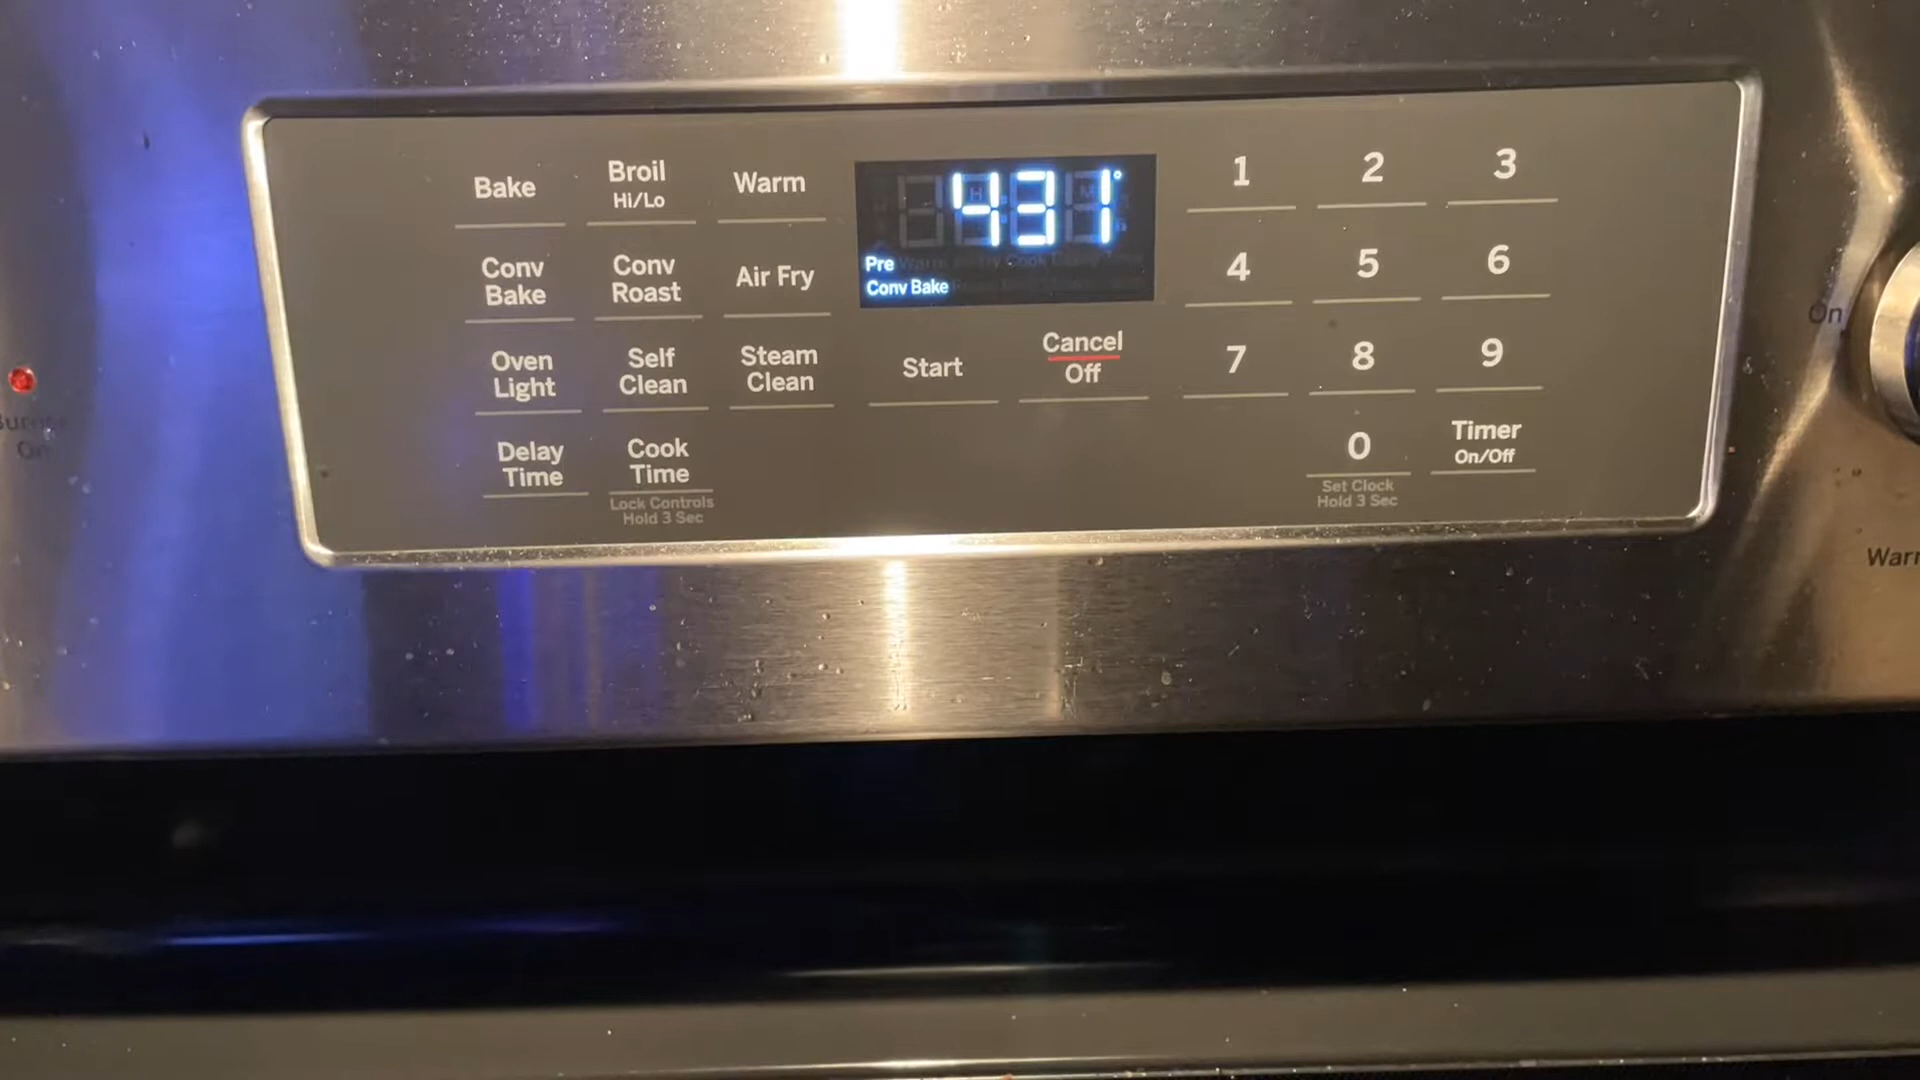 Bake
Broil
Hi/Lo
Warm
431°
Pre
Conv Bake
1
2
3
Conv
Bake
Conv
Roast
Air Fry
4
5
6
Oven
Light
Self
Clean
Steam
Clean
Start
Cancel
Off
7
8
9
Delay
Time
Cook
Time
Lock Controls
Hold 3 Sec
0
Set Clock
Hold 3 Sec
Timer
On/Off
On
On